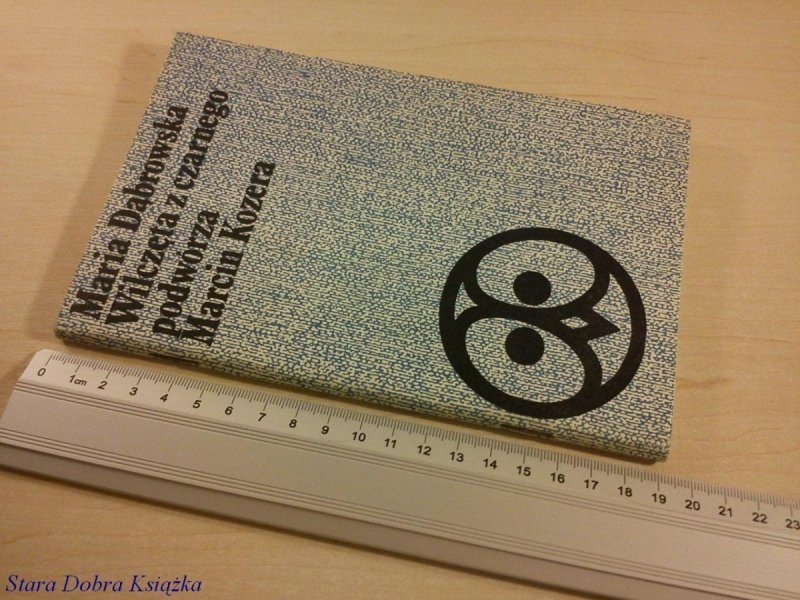 Maria Dąbrowska
Wilczęta z czarnego
podwórza
Marcin Kozera
0 1cm 2 3 4 5 6 7 8 9 10 11 12 13 14 15 16 17 18 19 20 21 22 23
Stara Dobra Książka